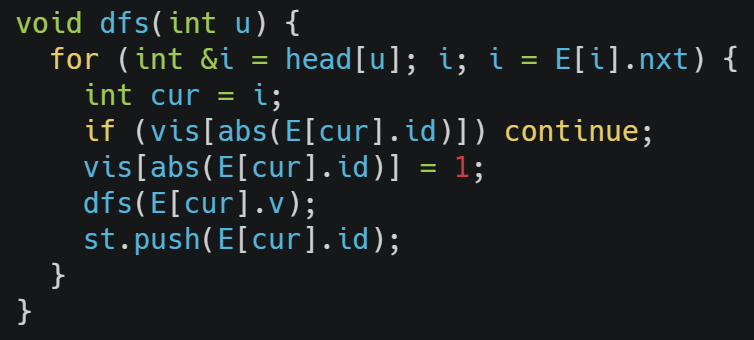 void dfs(int u) {
  for (int &i = head[u]; i; i = E[i].nxt) {
    int cur = i;
    if (vis[abs(E[cur].id)]) continue;
    vis[abs(E[cur].id)] = 1;
    dfs(E[cur].v);
    st.push(E[cur].id);
  }
}